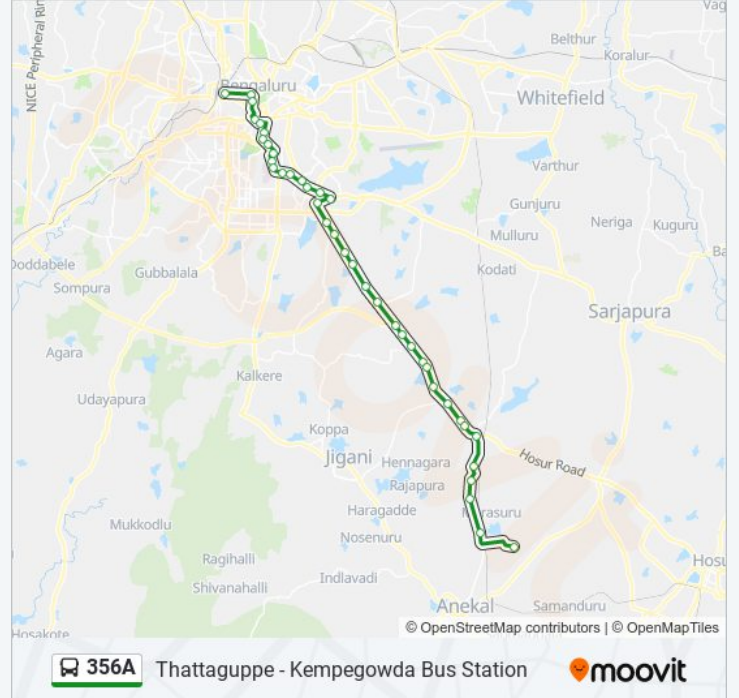 Vag
Belthur
Koralur
NICE Peripheral Rin
Bengaluru
Whitefield
Varthur
Gunjuru
Neriga
Kuguru
Ba
Mulluru
Doddabele
Gubbalala
Kodati
Sompura
Sarjapura
Agara
Kalkere
Udayapura
Koppa
Jigani
Hennagara
Hosur Road
Rajapura
Haragadde
Mukkodlu
Nosenuru
Ragihalli
Hosu
Indlavadi
Shivanahalli
Anekal
Samanduru
Hosakote
© OpenStreetMap contributors | © OpenMapTiles
356A
Thattaguppe - Kempegowda Bus Station
moovit